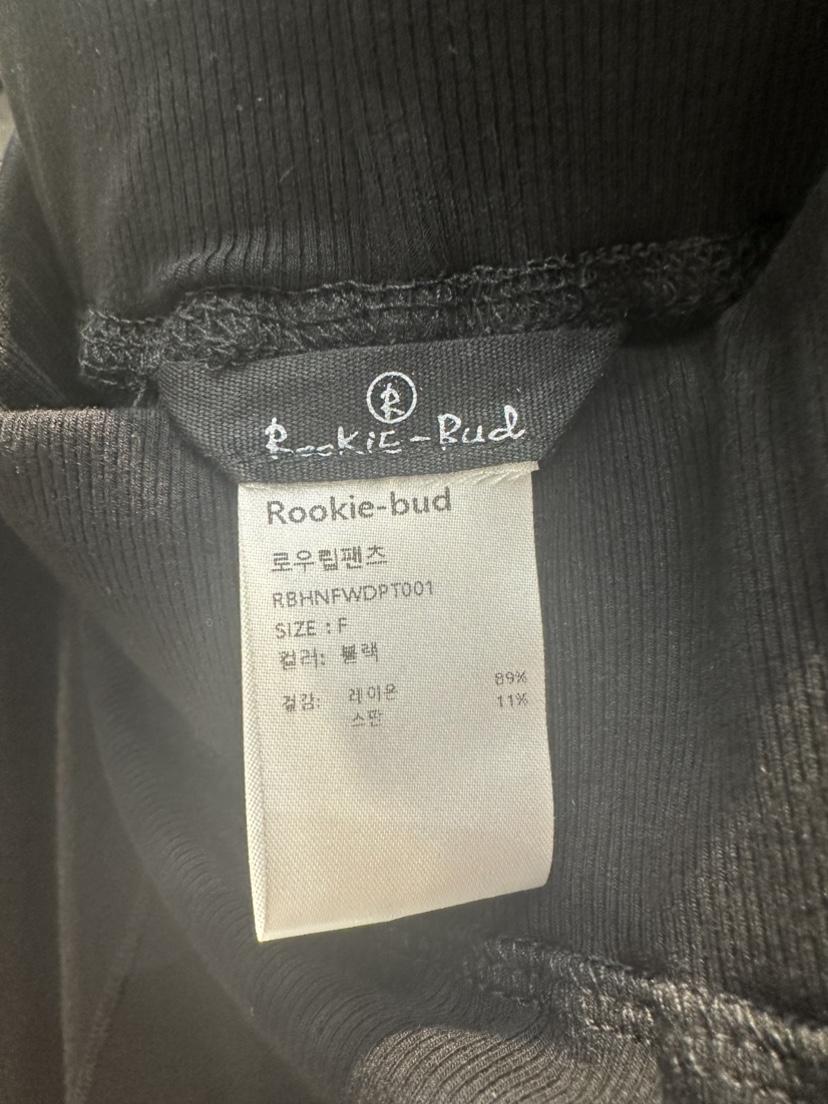 R
Rookie-Bud
Rookie-bud
로우립팬츠
RBHNFWDPT001
SIZE : F
컬러: 블랙
겉감: 레이온 89%
스판 11%